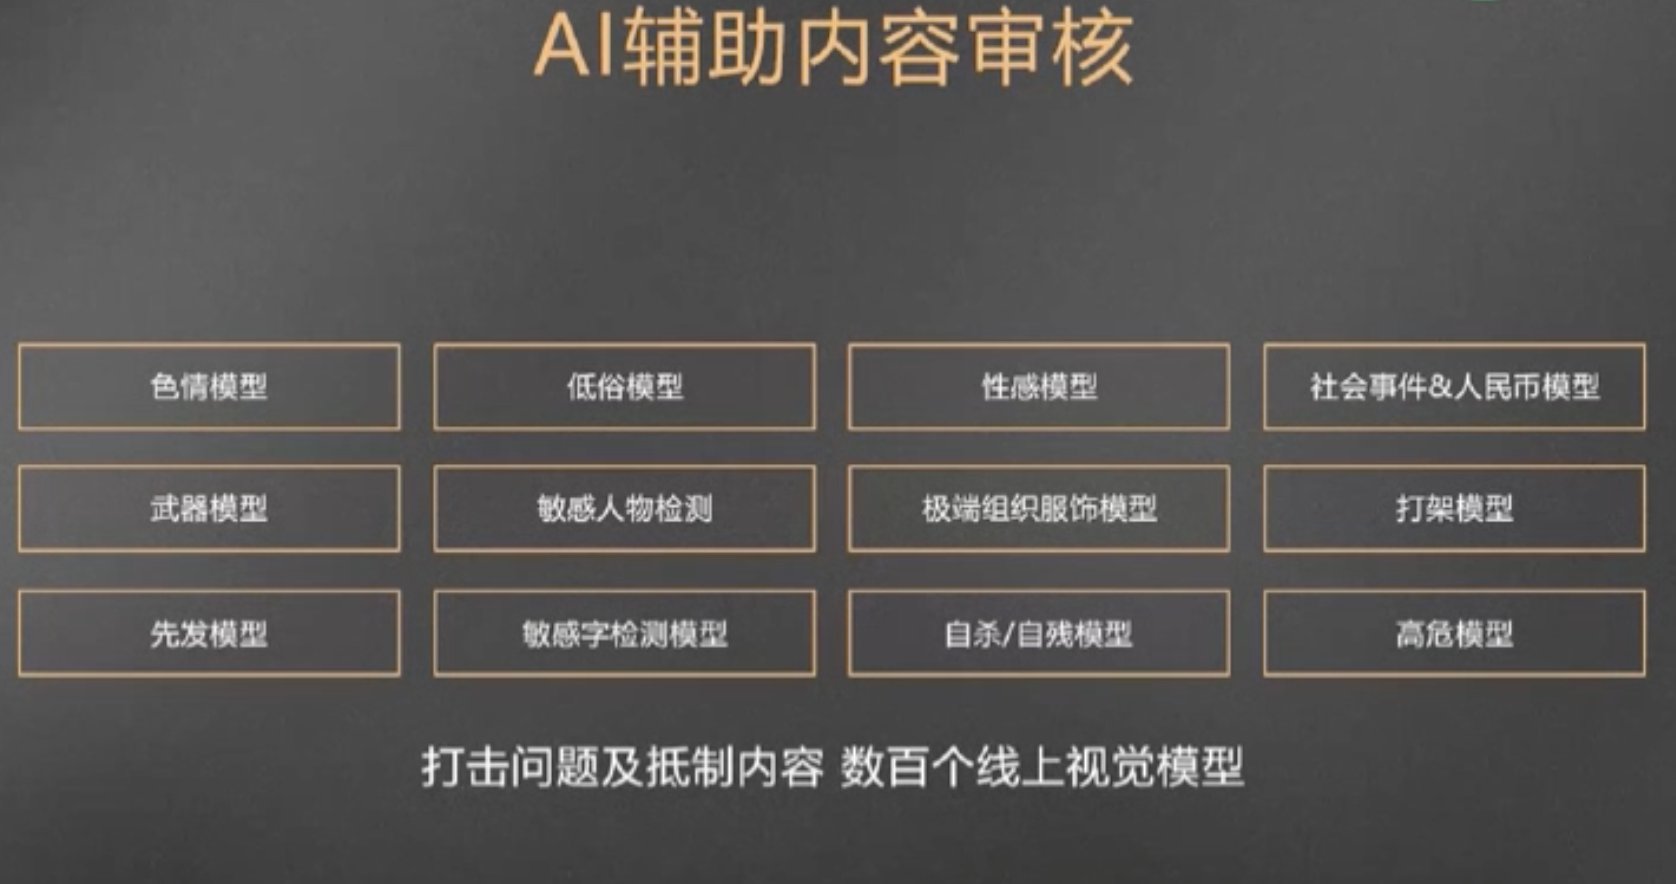 AI辅助内容审核
色情模型
低俗模型
性感模型
社会事件&人民币模型
武器模型
敏感人物检测
极端组织服饰模型
打架模型
先发模型
敏感字检测模型
自杀/自残模型
高危模型
打击问题及抵制内容 数百个线上视觉模型